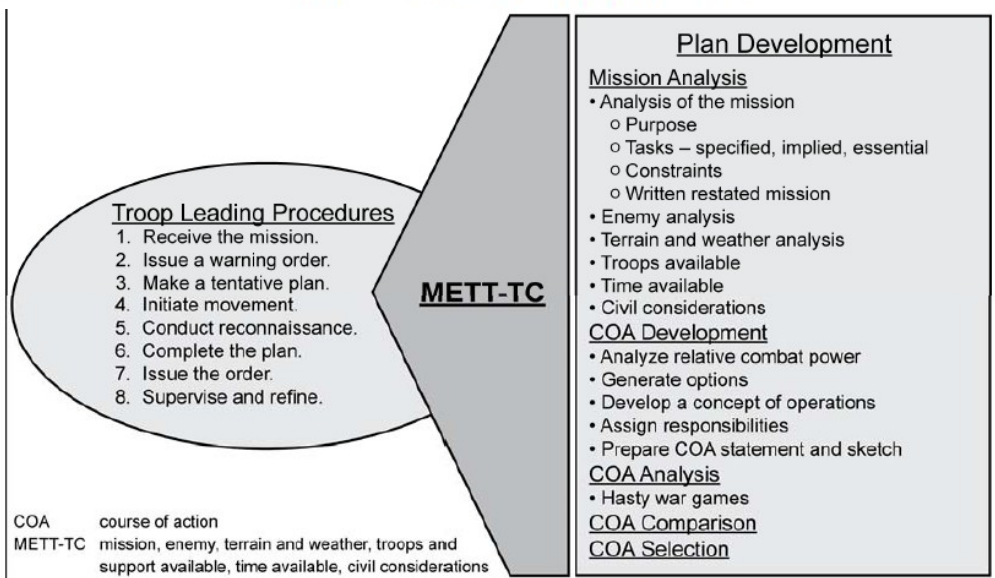 Troop Leading Procedures
1. Receive the mission.
2. Issue a warning order.
3. Make a tentative plan.
4. Initiate movement.
5. Conduct reconnaissance.
6. Complete the plan.
7. Issue the order.
8. Supervise and refine.
METT-TC
Plan Development
Mission Analysis
• Analysis of the mission
o Purpose
o Tasks – specified, implied, essential
o Constraints
o Written restated mission
• Enemy analysis
• Terrain and weather analysis
• Troops available
• Time available
• Civil considerations
COA Development
• Analyze relative combat power
• Generate options
• Develop a concept of operations
• Assign responsibilities
• Prepare COA statement and sketch
COA Analysis
• Hasty war games
COA Comparison
COA Selection
COA course of action
METT-TC mission, enemy, terrain and weather, troops and
support available, time available, civil considerations